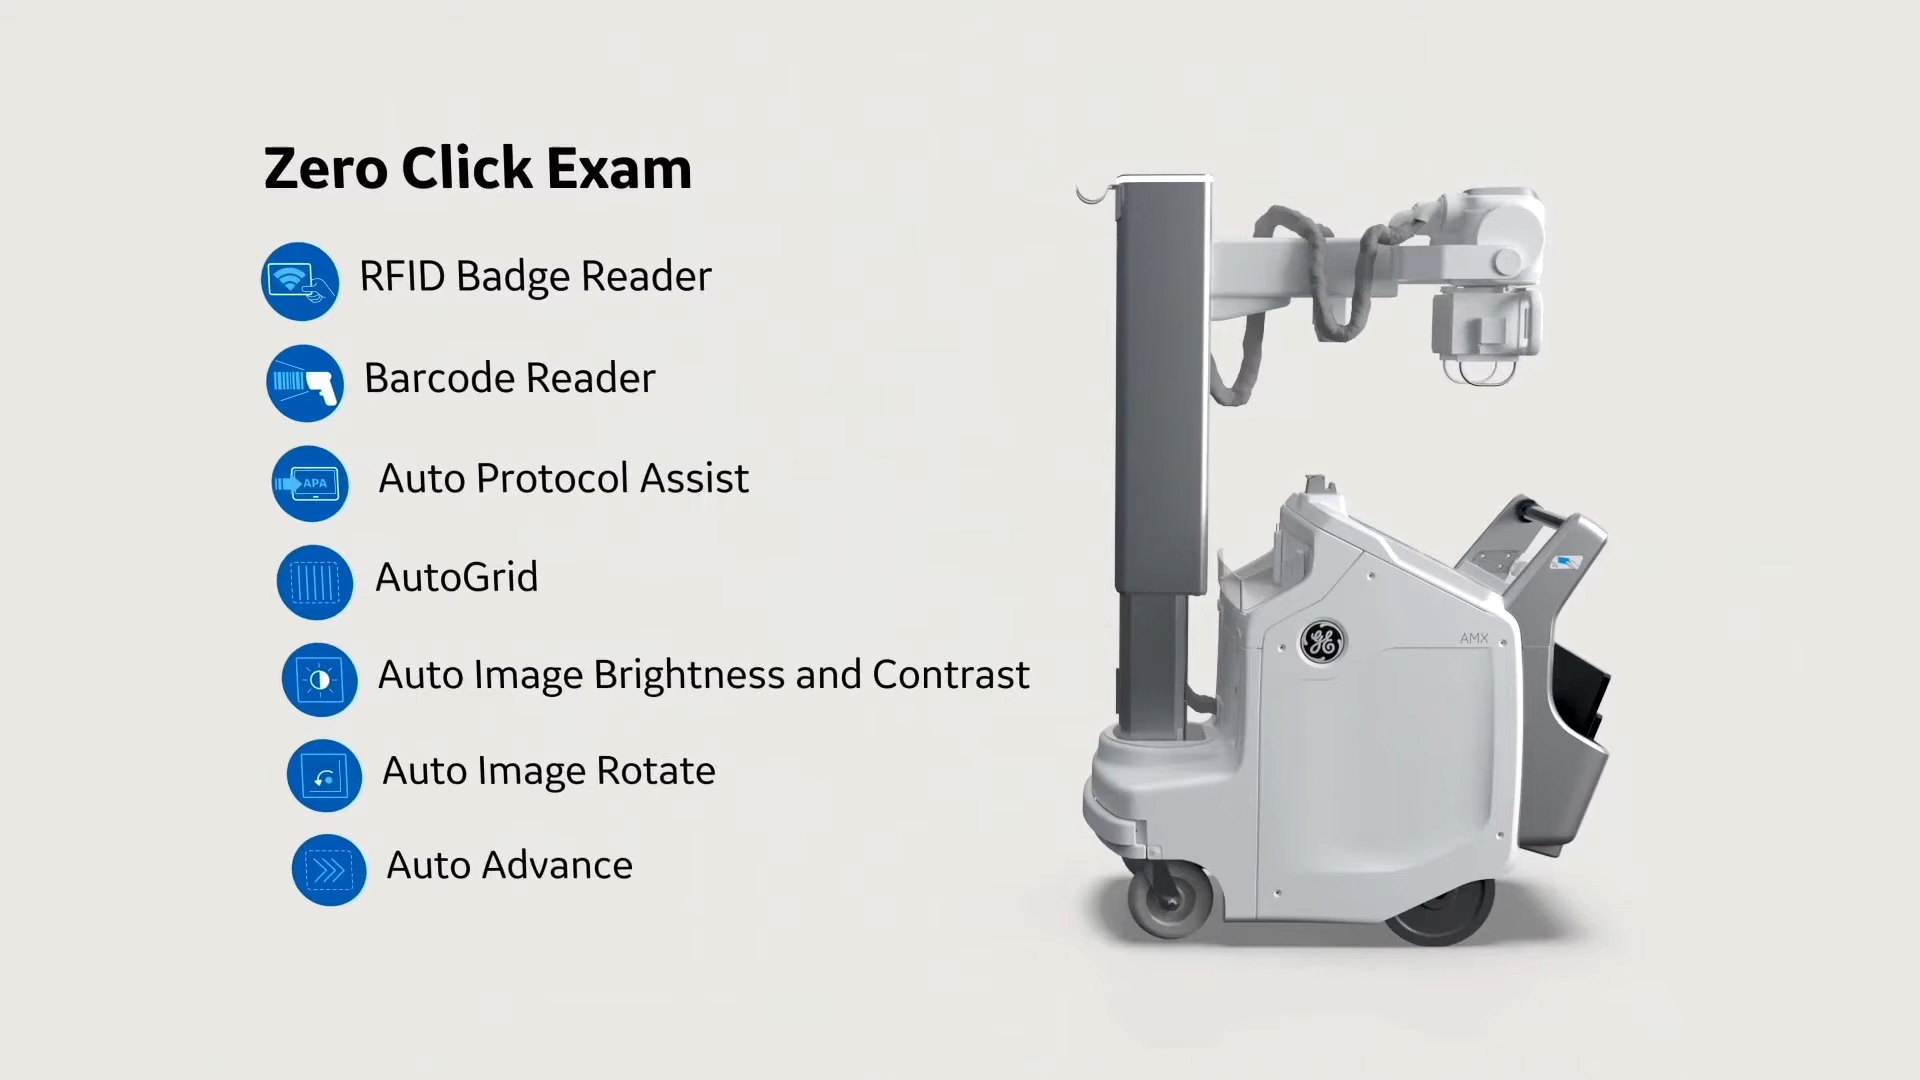 Zero Click Exam
RFID Badge Reader
Barcode Reader
APA
Auto Protocol Assist
AutoGrid
Auto Image Brightness and Contrast
Auto Image Rotate
Auto Advance
GE
AMX